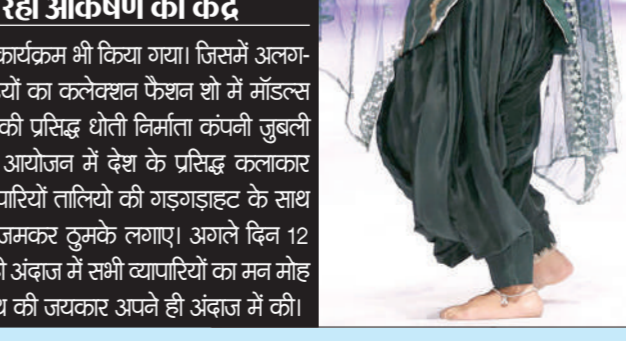 रहा आकर्षण का केंद्र
कार्यक्रम भी किया गया। जिसमें अलग-
यों का कलेक्शन फैशन शो में मॉडल्स
की प्रसिद्ध धोती निर्माता कंपनी जुबली
आयोजन में देश के प्रसिद्ध कलाकार
पारियों तालियो की गड़गड़ाहट के साथ
जमकर ठुमके लगाए। अगले दिन 12
अंदाज में सभी व्यापारियों का मन मोह
की जयकार अपने ही अंदाज में की।